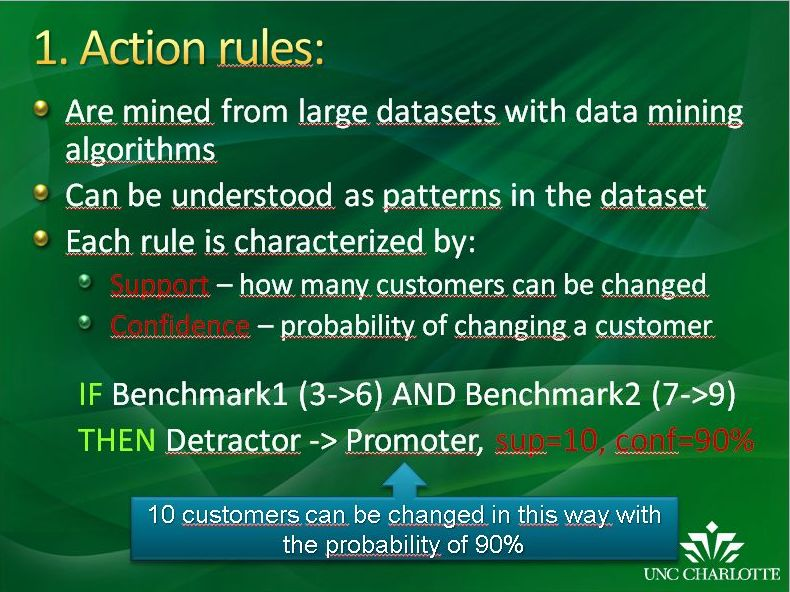 1. Action rules:
Are mined from large datasets with data mining
algorithms
Can be understood as patterns in the dataset
Each rule is characterized by:
Support – how many customers can be changed
Confidence – probability of changing a customer
IF Benchmark1 (3->6) AND Benchmark2 (7->9)
THEN Detractor -> Promoter, sup=10, conf=90%
10 customers can be changed in this way with
the probability of 90%
UNC CHARLOTTE